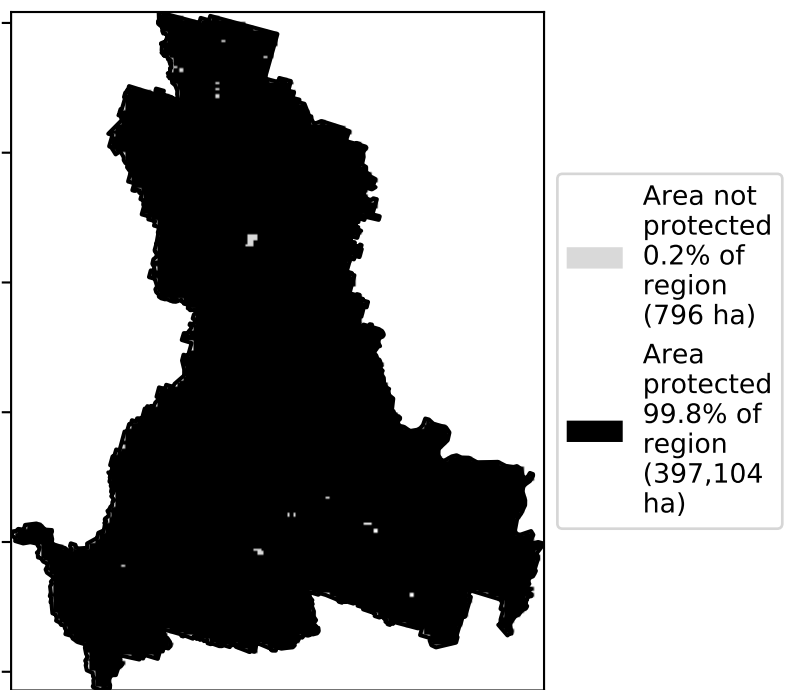 Area not
protected
0.2% of
region
(796 ha)
Area
protected
99.8% of
region
(397,104
ha)